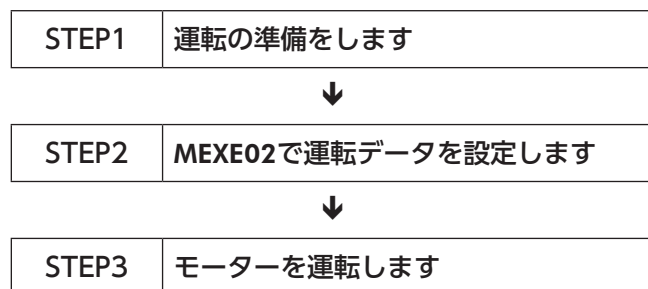 STEP1 運転の準備をします
STEP2 MEXE02で運転データを設定します
STEP3 モーターを運転します